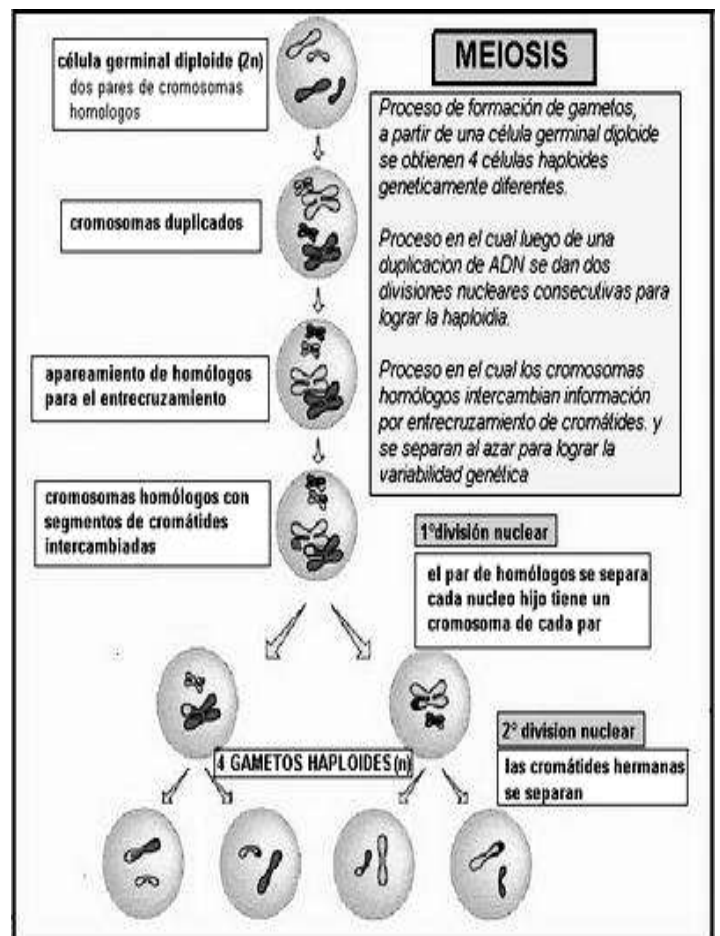 MEIOSIS
célula germinal diploide (2n)
dos pares de cromosomas
homologos
Proceso de formación de gametos,
a partir de una célula germinal diploide
se obtienen 4 células haploides
geneticamente diferentes.
Proceso en el cual luego de una
duplicacion de ADN se dan dos
divisiones nucleares consecutivas para
lograr la haploidia.
Proceso en el cual los cromosomas
homólogos intercambian información
por entrecruzamiento de cromátides. y
se separan al azar para lograr la
variabilidad genética
cromosomas duplicados
apareamiento de homólogos
para el entrecruzamiento
cromosomas homólogos con
segmentos de cromátides
intercambiadas
1°división nuclear
el par de homólogos se separa
cada nucleo hijo tiene un
cromosoma de cada par
2° division nuclear
las cromátides hermanas
se separan
4 GAMETOS HAPLOIDES (n)